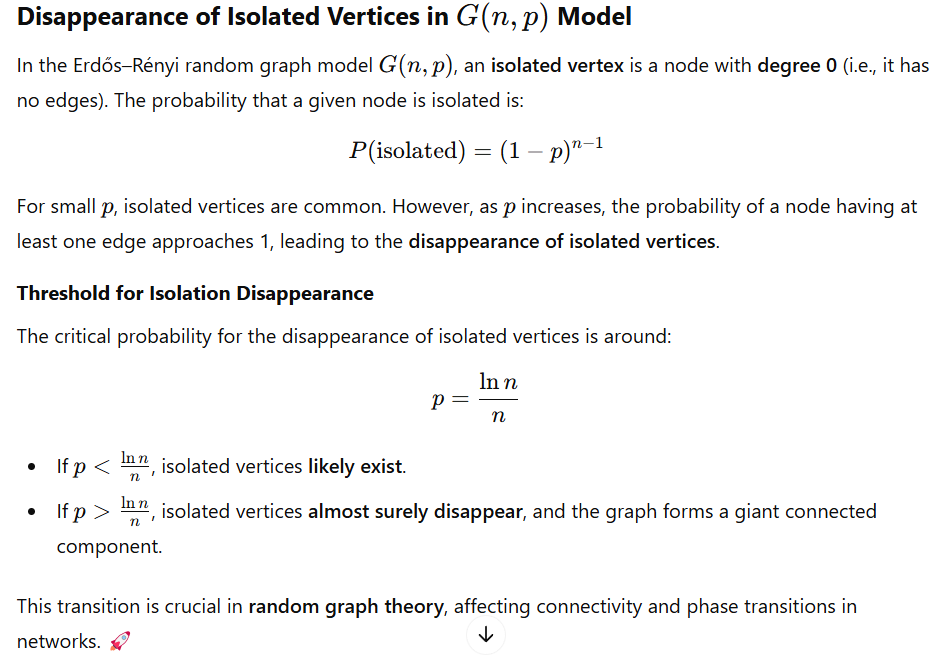 Disappearance of Isolated Vertices in G(n, p) Model
In the Erdős–Rényi random graph model G(n, p), an isolated vertex is a node with degree 0 (i.e., it has
no edges). The probability that a given node is isolated is:
P(isolated) = (1 − p)ⁿ⁻¹
For small p, isolated vertices are common. However, as p increases, the probability of a node having at
least one edge approaches 1, leading to the disappearance of isolated vertices.
Threshold for Isolation Disappearance
The critical probability for the disappearance of isolated vertices is around:
p = ln n / n
• If p < ln n / n, isolated vertices likely exist.
• If p > ln n / n, isolated vertices almost surely disappear, and the graph forms a giant connected
component.
This transition is crucial in random graph theory, affecting connectivity and phase transitions in
networks. 🚀